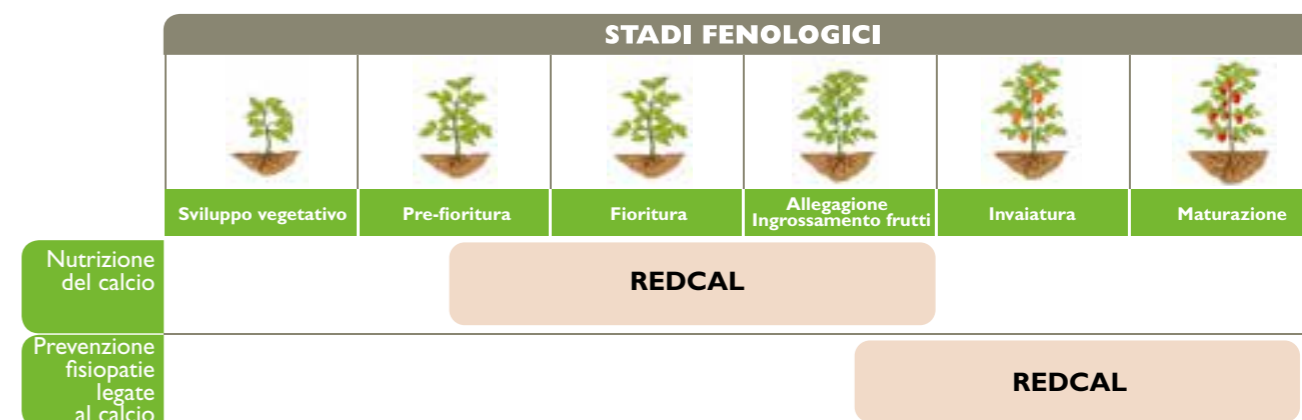 STADI FENOLOGICI
Sviluppo vegetativo
Pre-fioritura
Fioritura
Allegagione
Ingrossamento frutti
Invaiatura
Maturazione
Nutrizione
del calcio
REDCAL
Prevenzione
fisiopatie
legate
al calcio
REDCAL